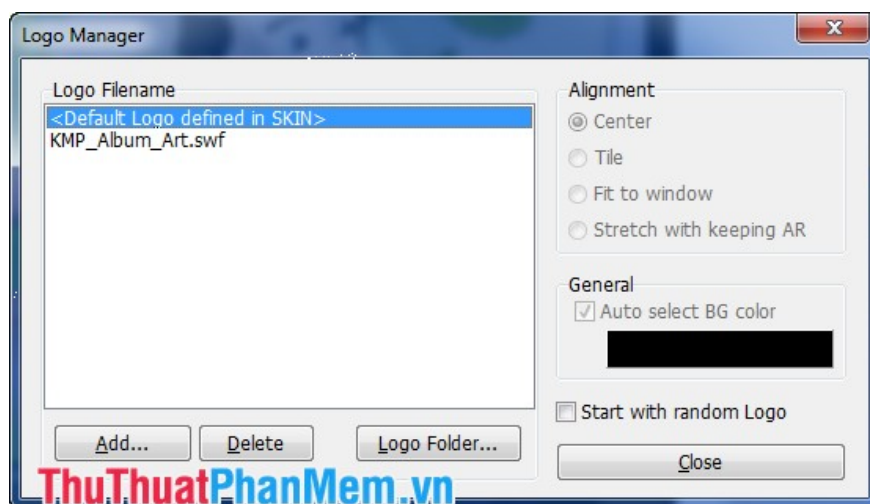 Logo Manager
Logo Filename
<Default Logo defined in SKIN>
KMP_Album_Art.swf
Add...
Delete
Logo Folder...
Alignment
Center
Tile
Fit to window
Stretch with keeping AR
General
Auto select BG color
Start with random Logo
Close
ThuThuatPhanMem.vn